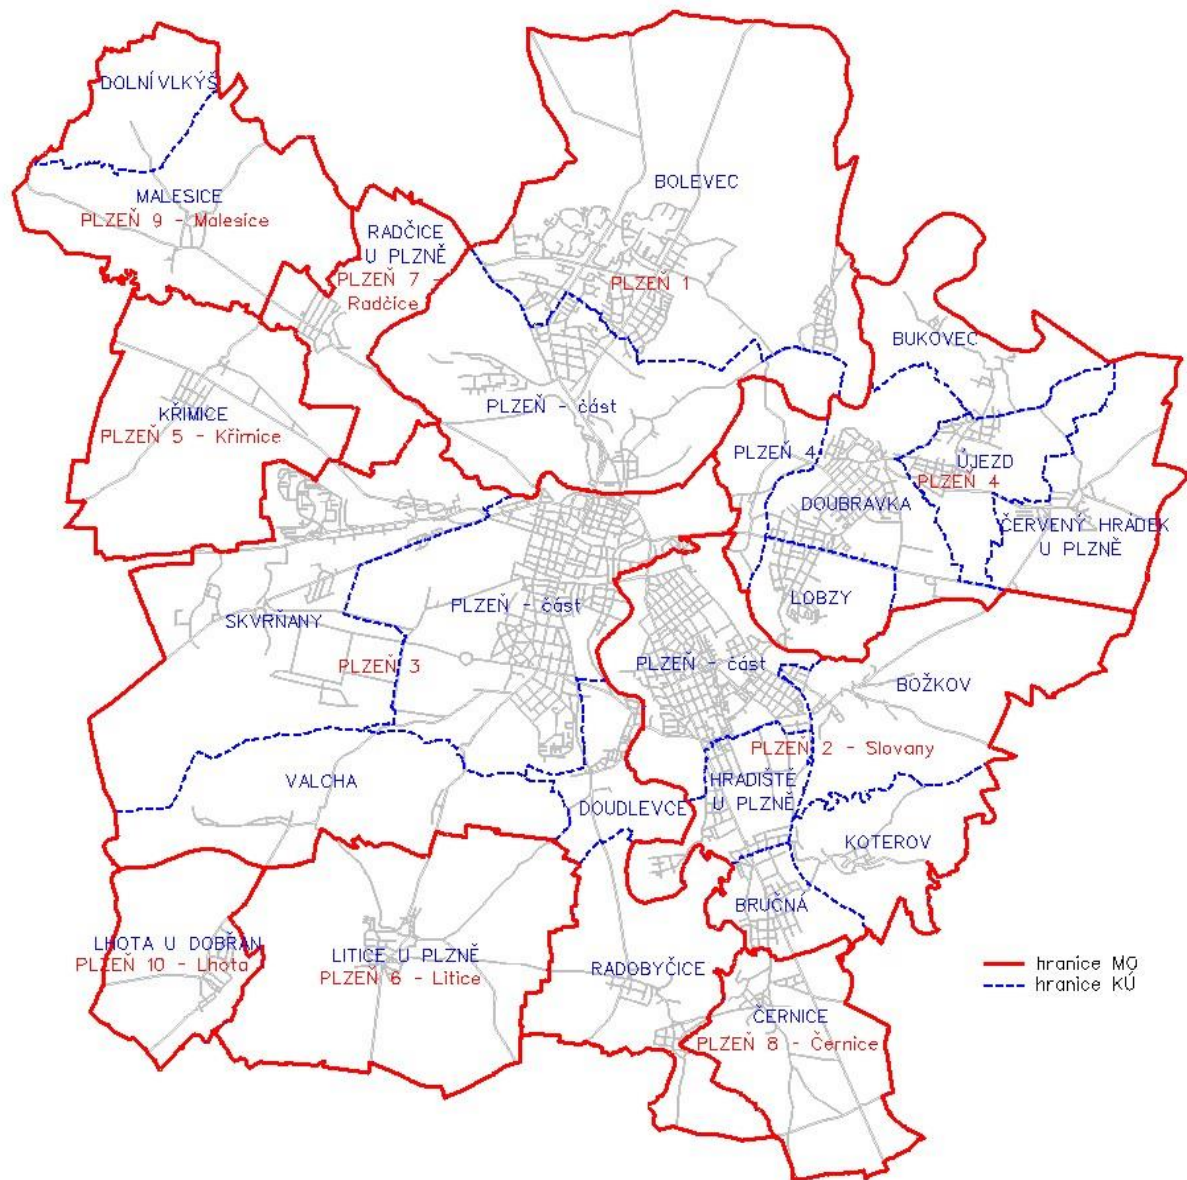 DOLNÍ VLKÝŠ
MALESICE
PLZEŇ 9 - Malesice
RADČICE
U PLZNĚ
PLZEŇ 7 -
Radčice
BOLEVEC
PLZEŇ 1
BUKOVEC
KŘIMICE
PLZEŇ 5 - Křimice
PLZEŇ - část
PLZEŇ 4
ÚJEZD
PLZEŇ 4
DOUBRAVKA
ČERVENÝ HRÁDEK
U PLZNĚ
LOBZY
SKVRŇANY
PLZEŇ - část
PLZEŇ 3
PLZEŇ - část
BOŽKOV
PLZEŇ 2 - Slovany
VALCHA
HRADIŠTĚ
U PLZNĚ
DOUDLEVCE
KOTEROV
BRUČNÁ
LHOTA U DOBŘAN
PLZEŇ 10 - Lhota
LITICE U PLZNĚ
PLZEŇ 6 - Litice
RADOBYČICE
ČERNICE
PLZEŇ 8 - Černice
hranice MO
hranice KÚ